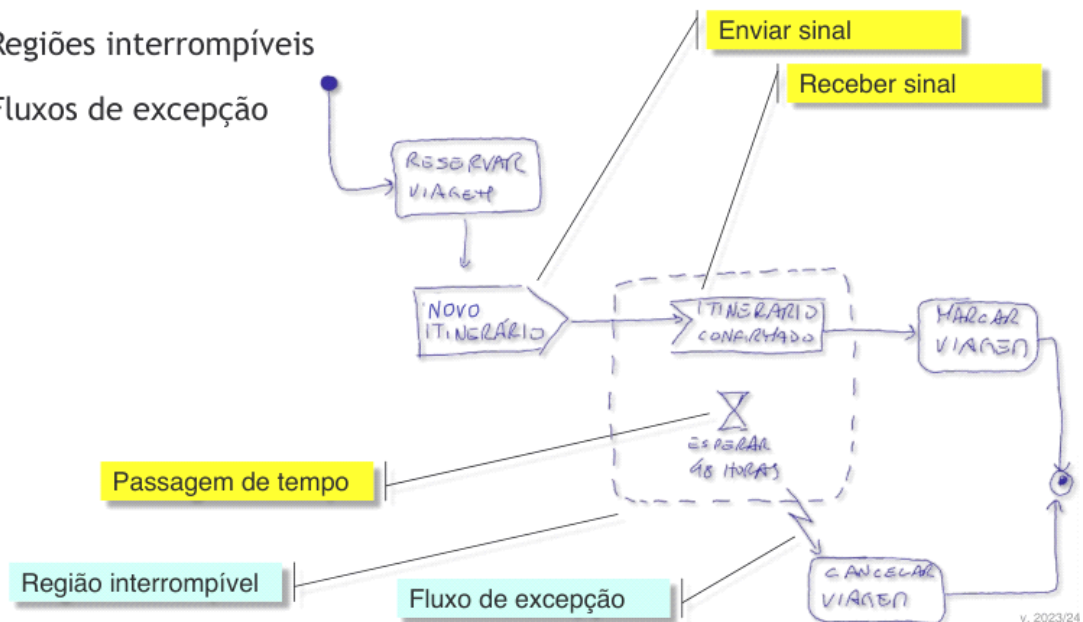 Regiões interrompíveis
Fluxos de excepção
Enviar sinal
Receber sinal
RESERVAR
VIAGEM
NOVO
ITINERÁRIO
ITINERARIO
CONFIRMADO
MARCAR
VIAGEM
ESPERAR
48 HORAS
Passagem de tempo
Região interrompível
Fluxo de excepção
CANCELAR
VIAGEM
v. 2023/24